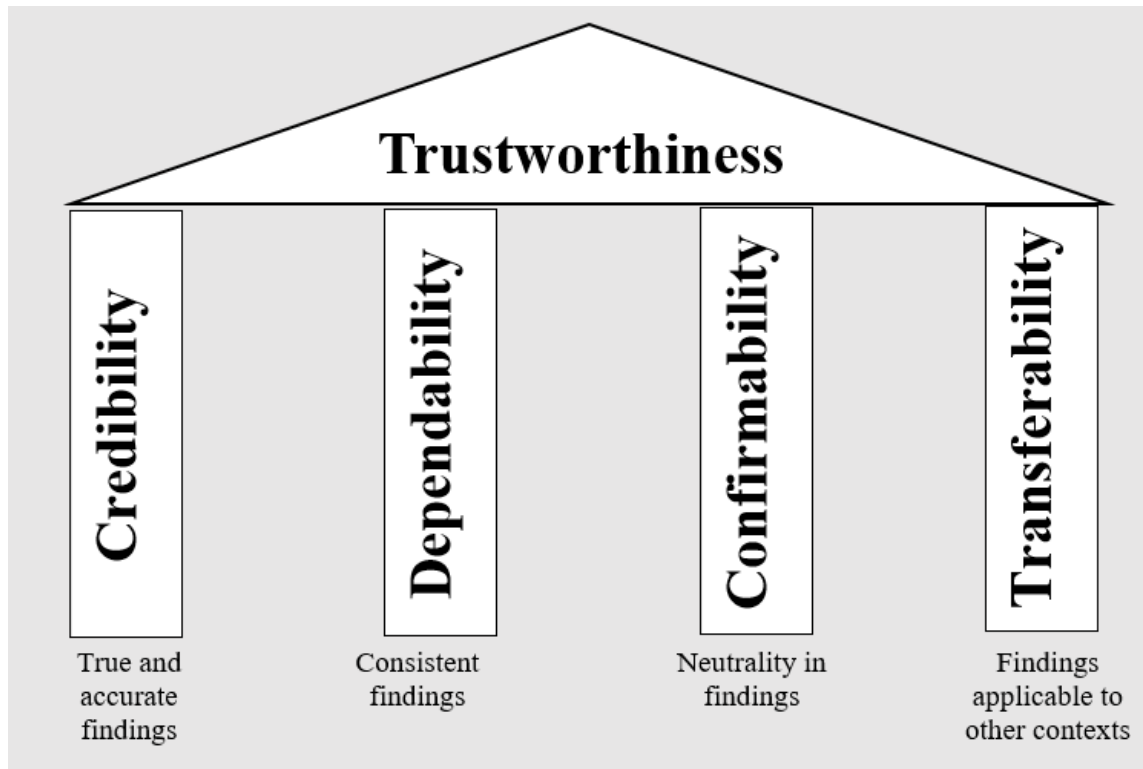 Trustworthiness
Credibility
Dependability
Confirmability
Transferability
True and
accurate
findings
Consistent
findings
Neutrality in
findings
Findings
applicable to
other contexts